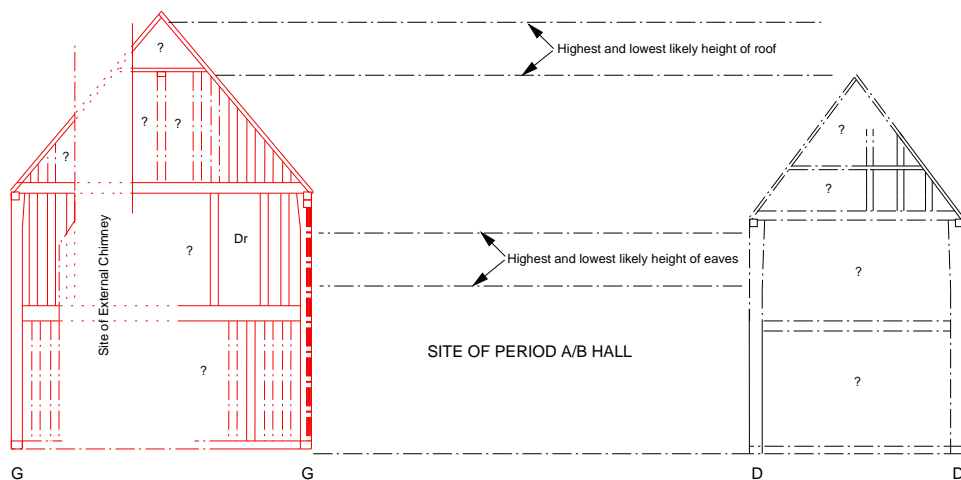 Highest and lowest likely height of roof
?
?
?
?
?
?
Dr
?
Site of External Chimney
?
Highest and lowest likely height of eaves
?
SITE OF PERIOD A/B HALL
?
?
G
G
D
D